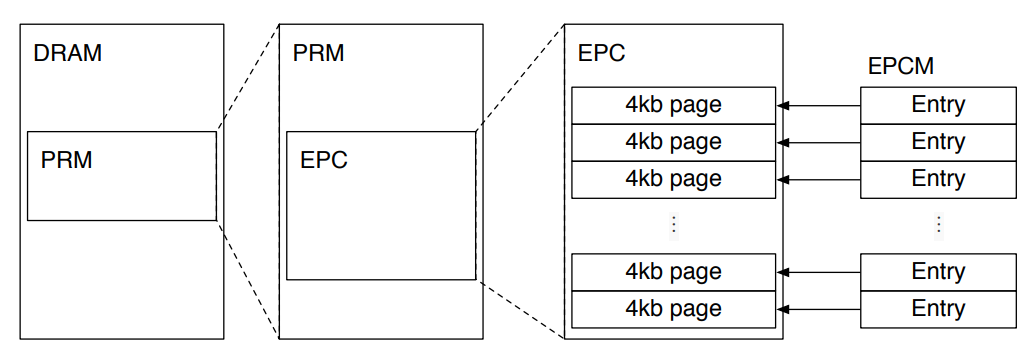 DRAM
PRM
PRM
EPC
EPC
4kb page
4kb page
4kb page
⋮
4kb page
4kb page
EPCM
Entry
Entry
Entry
⋮
Entry
Entry